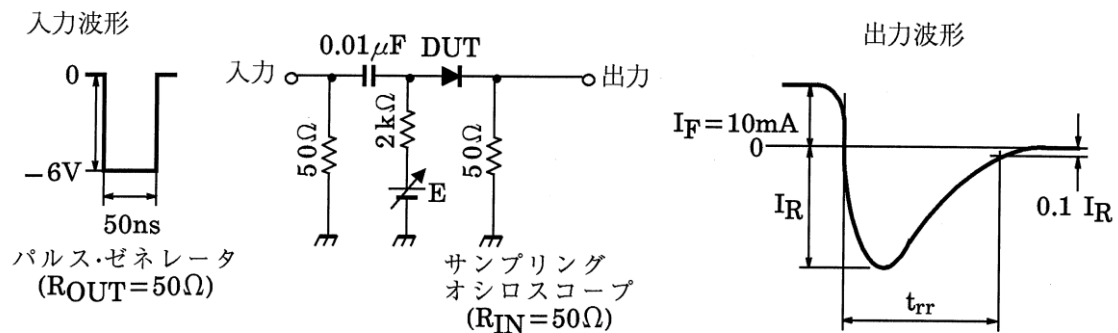 入力波形
0
−6V
50ns
パルス・ゼネレータ
(ROUT=50Ω)
0.01μF DUT
入力
出力
50Ω
2kΩ
E
50Ω
サンプリング
オシロスコープ
(RIN=50Ω)
出力波形
IF=10mA
0
IR
0.1 IR
trr